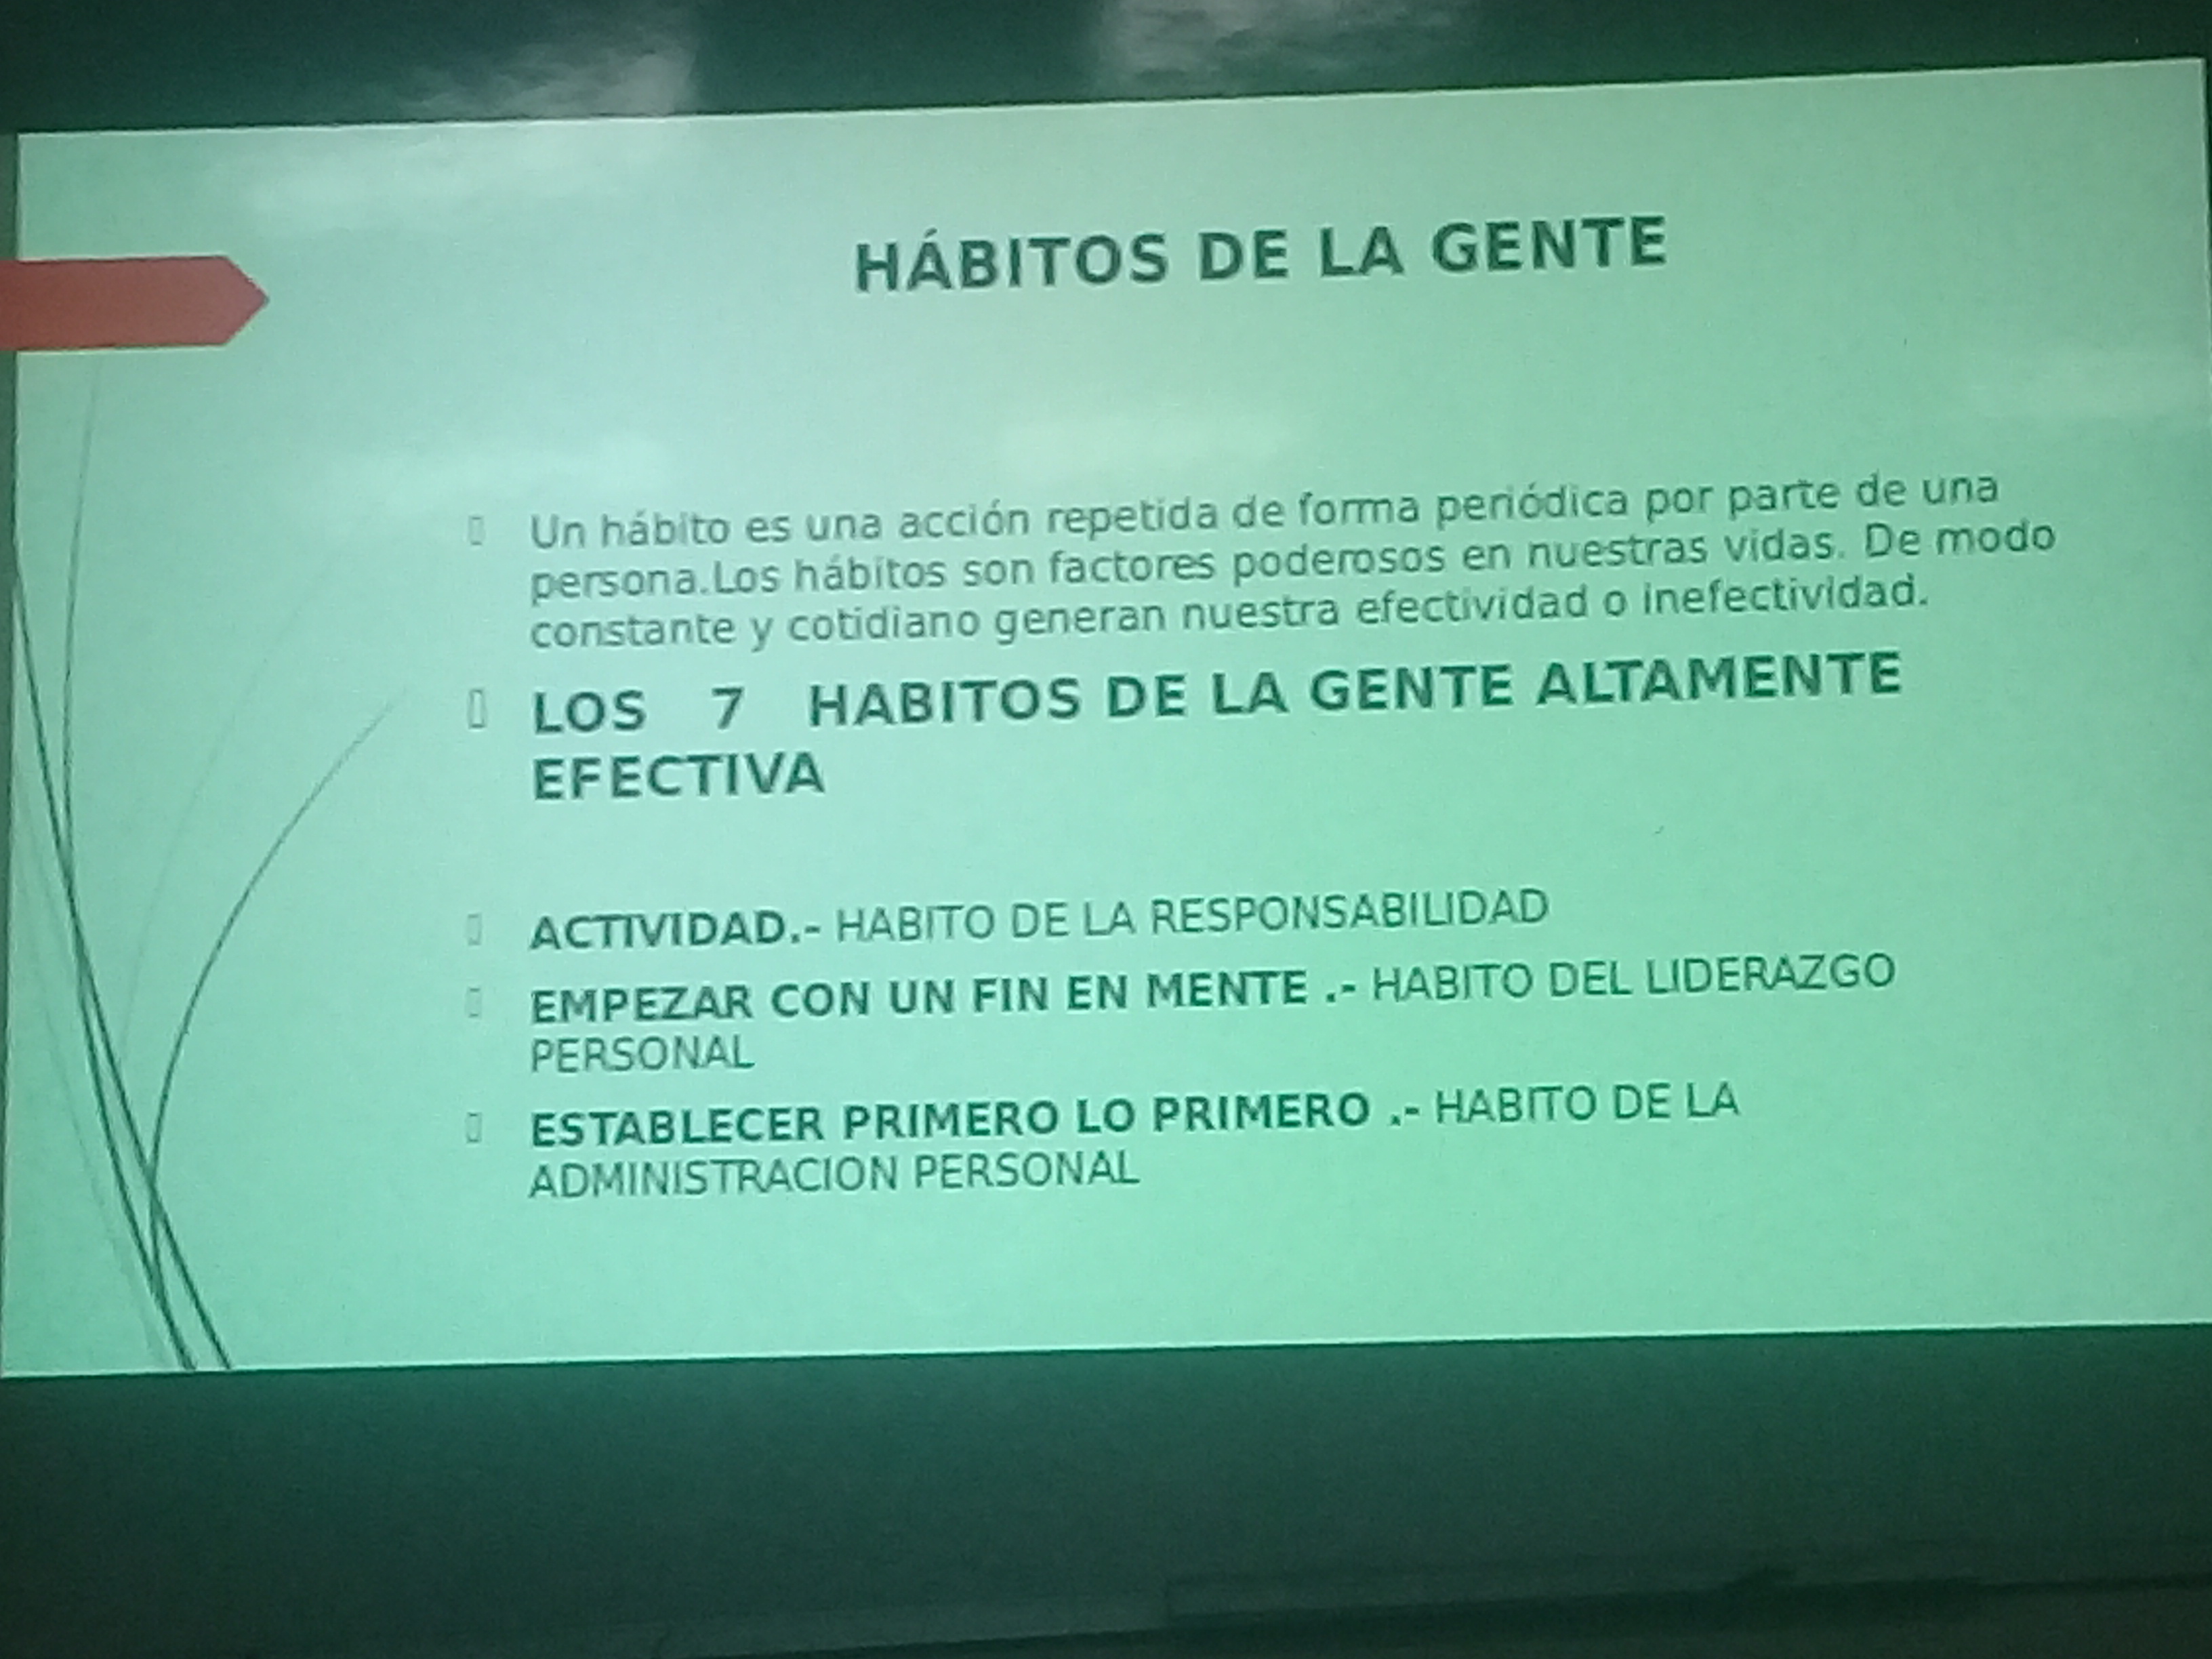 HÁBITOS DE LA GENTE
Un hábito es una acción repetida de forma periódica por parte de una
persona.Los hábitos son factores poderosos en nuestras vidas. De modo
constante y cotidiano generan nuestra efectividad o inefectividad.
LOS 7 HABITOS DE LA GENTE ALTAMENTE
EFECTIVA
ACTIVIDAD.- HABITO DE LA RESPONSABILIDAD
EMPEZAR CON UN FIN EN MENTE .- HABITO DEL LIDERAZGO
PERSONAL
ESTABLECER PRIMERO LO PRIMERO .- HABITO DE LA
ADMINISTRACION PERSONAL